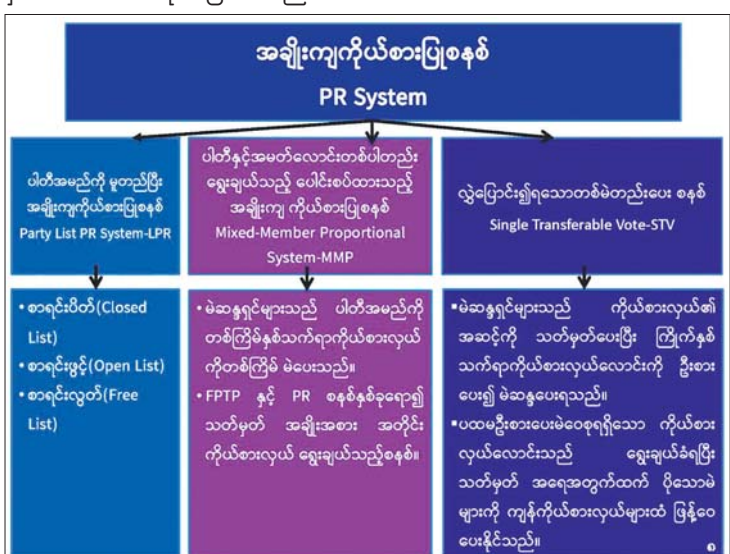 အချိုးကျကိုယ်စားပြုစနစ်
PR System
ပါတီအမည်ကို မူတည်ပြီး
အချိုးကျကိုယ်စားပြုစနစ်
Party List PR System-LPR
ပါတီနှင့်အမတ်လောင်းတစ်ပါတည်း
ရွေးချယ်သည့် ပေါင်းစပ်ထားသည့်
အချိုးကျ ကိုယ်စားပြုစနစ်
Mixed-Member Proportional
System-MMP
လွှဲပြောင်း၍ရသောတစ်မဲတည်းပေး စနစ်
Single Transferable Vote-STV
• စာရင်းပိတ်(Closed
List)
• စာရင်းဖွင့်(Open List)
• စာရင်းလွတ်(Free
List)
• မဲဆန္ဒရှင်များသည် ပါတီအမည်ကို
တစ်ကြိမ်နှစ်သက်ရာကိုယ်စားလှယ်
ကိုတစ်ကြိမ် မဲပေးသည်။
• FPTP နှင့် PR စနစ်နှစ်ခုရော၍
သတ်မှတ် အချိုးအစား အတိုင်း
ကိုယ်စားလှယ် ရွေးချယ်သည့်စနစ်။
▪မဲဆန္ဒရှင်များသည် ကိုယ်စားလှယ်၏
အဆင့်ကို သတ်မှတ်ပေးပြီး ကြိုက်နှစ်
သက်ရာကိုယ်စားလှယ်လောင်းကို ဦးစား
ပေး၍ မဲဆန္ဒပေးရသည်။
▪ပထမဦးစားပေးမဲဝေစုရရှိသော ကိုယ်စား
လှယ်လောင်းသည် ရွေးချယ်ခံရပြီး
သတ်မှတ် အရေအတွက်ထက် ပိုသောမဲ
များကို ကျန်ကိုယ်စားလှယ်များထံ ဖြန့်ဝေ
ပေးနိုင်သည်။